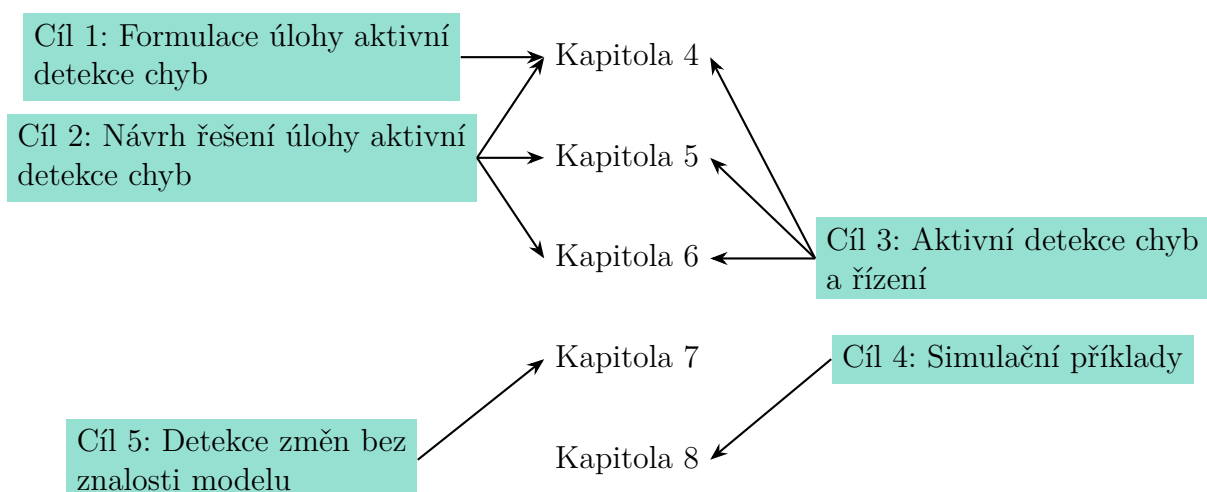 Cíl 1: Formulace úlohy aktivní
detekce chyb
Kapitola 4
Cíl 2: Návrh řešení úlohy aktivní
detekce chyb
Kapitola 5
Kapitola 6
Cíl 3: Aktivní detekce chyb
a řízení
Kapitola 7
Cíl 4: Simulační příklady
Cíl 5: Detekce změn bez
znalosti modelu
Kapitola 8